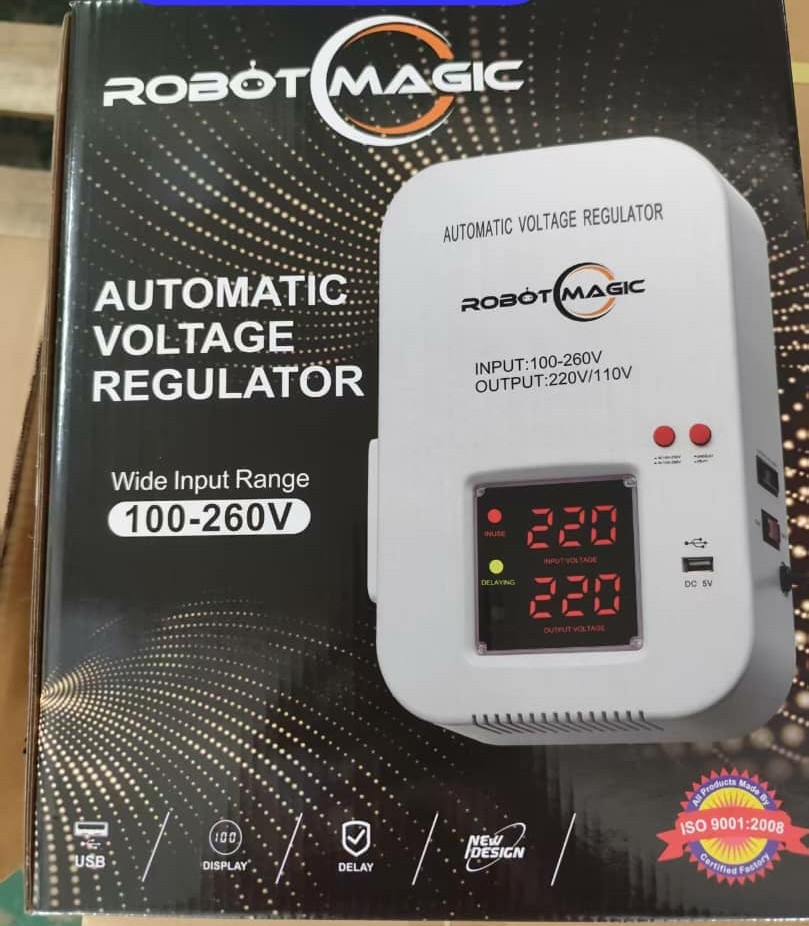 ROBOT MAGIC
AUTOMATIC
VOLTAGE
REGULATOR
Wide Input Range
100-260V
AUTOMATIC VOLTAGE REGULATOR
ROBOT MAGIC
INPUT:100-260V
OUTPUT:220V/110V
INUSE
220
INPUT VOLTAGE
DELAYING
220
OUTPUT VOLTAGE
DC 5V
USB
100
DISPLAY
DELAY
NEW
DESIGN
All Products Made By
ISO 9001:2008
Certified Factory